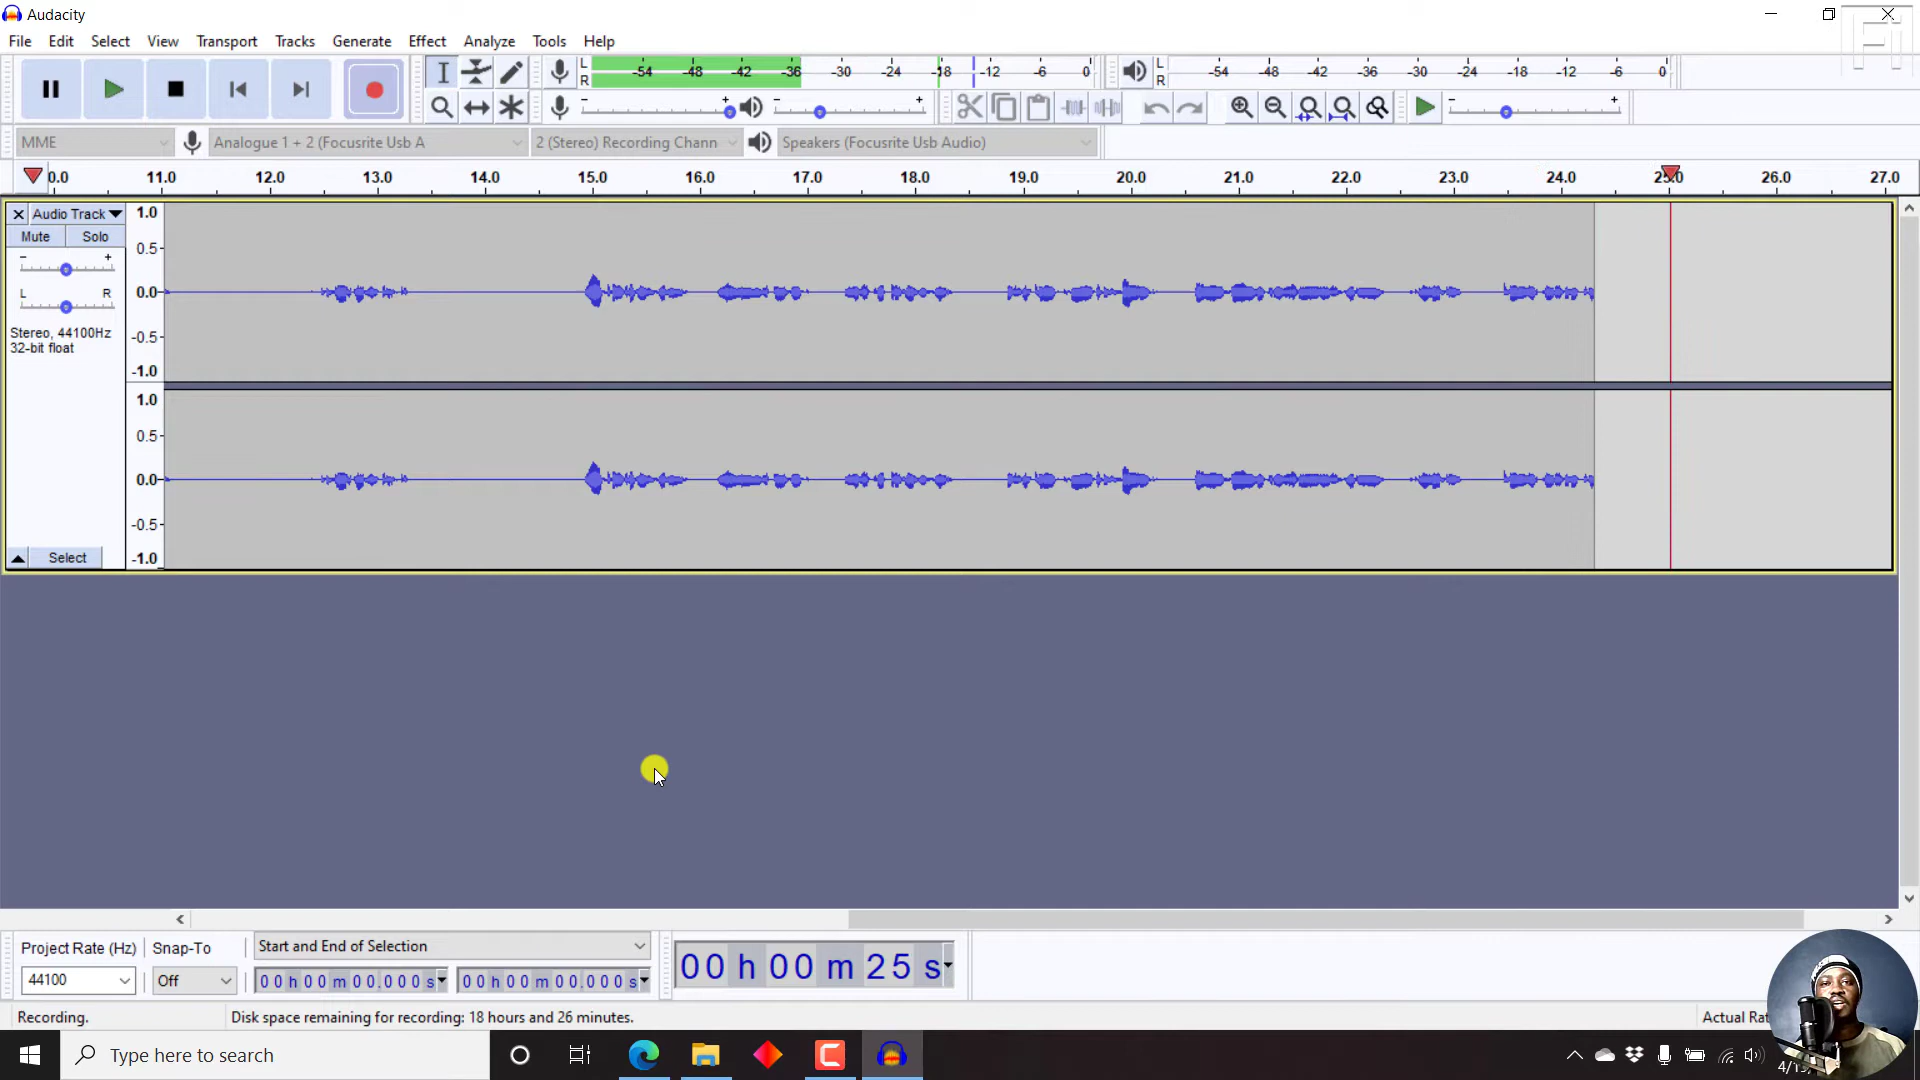 Audacity
File Edit Select View Transport Tracks Generate Effect Analyze Tools Help
L R -54 -48 -42 -36 -30 -24 -18 -12 -6 0 L R -54 -48 -42 -36 -30 -24 -18 -12 -6 0
MME Analogue 1 + 2 (Focusrite Usb A 2 (Stereo) Recording Chann Speakers (Focusrite Usb Audio)
11.0 12.0 13.0 14.0 15.0 16.0 17.0 18.0 19.0 20.0 21.0 22.0 23.0 24.0 25.0 26.0 27.0
Audio Track 1.0
Mute Solo
0.5
L R 0.0
Stereo, 44100Hz -0.5
32-bit float
-1.0
1.0
0.5
0.0
-0.5
Select -1.0
Project Rate (Hz) Snap-To Start and End of Selection
44100 Off 00 h 00 m 00.000 s 00 h 00 m 00.000 s 00 h 00 m 25 s
Recording. Disk space remaining for recording: 18 hours and 26 minutes. Actual
Type here to search